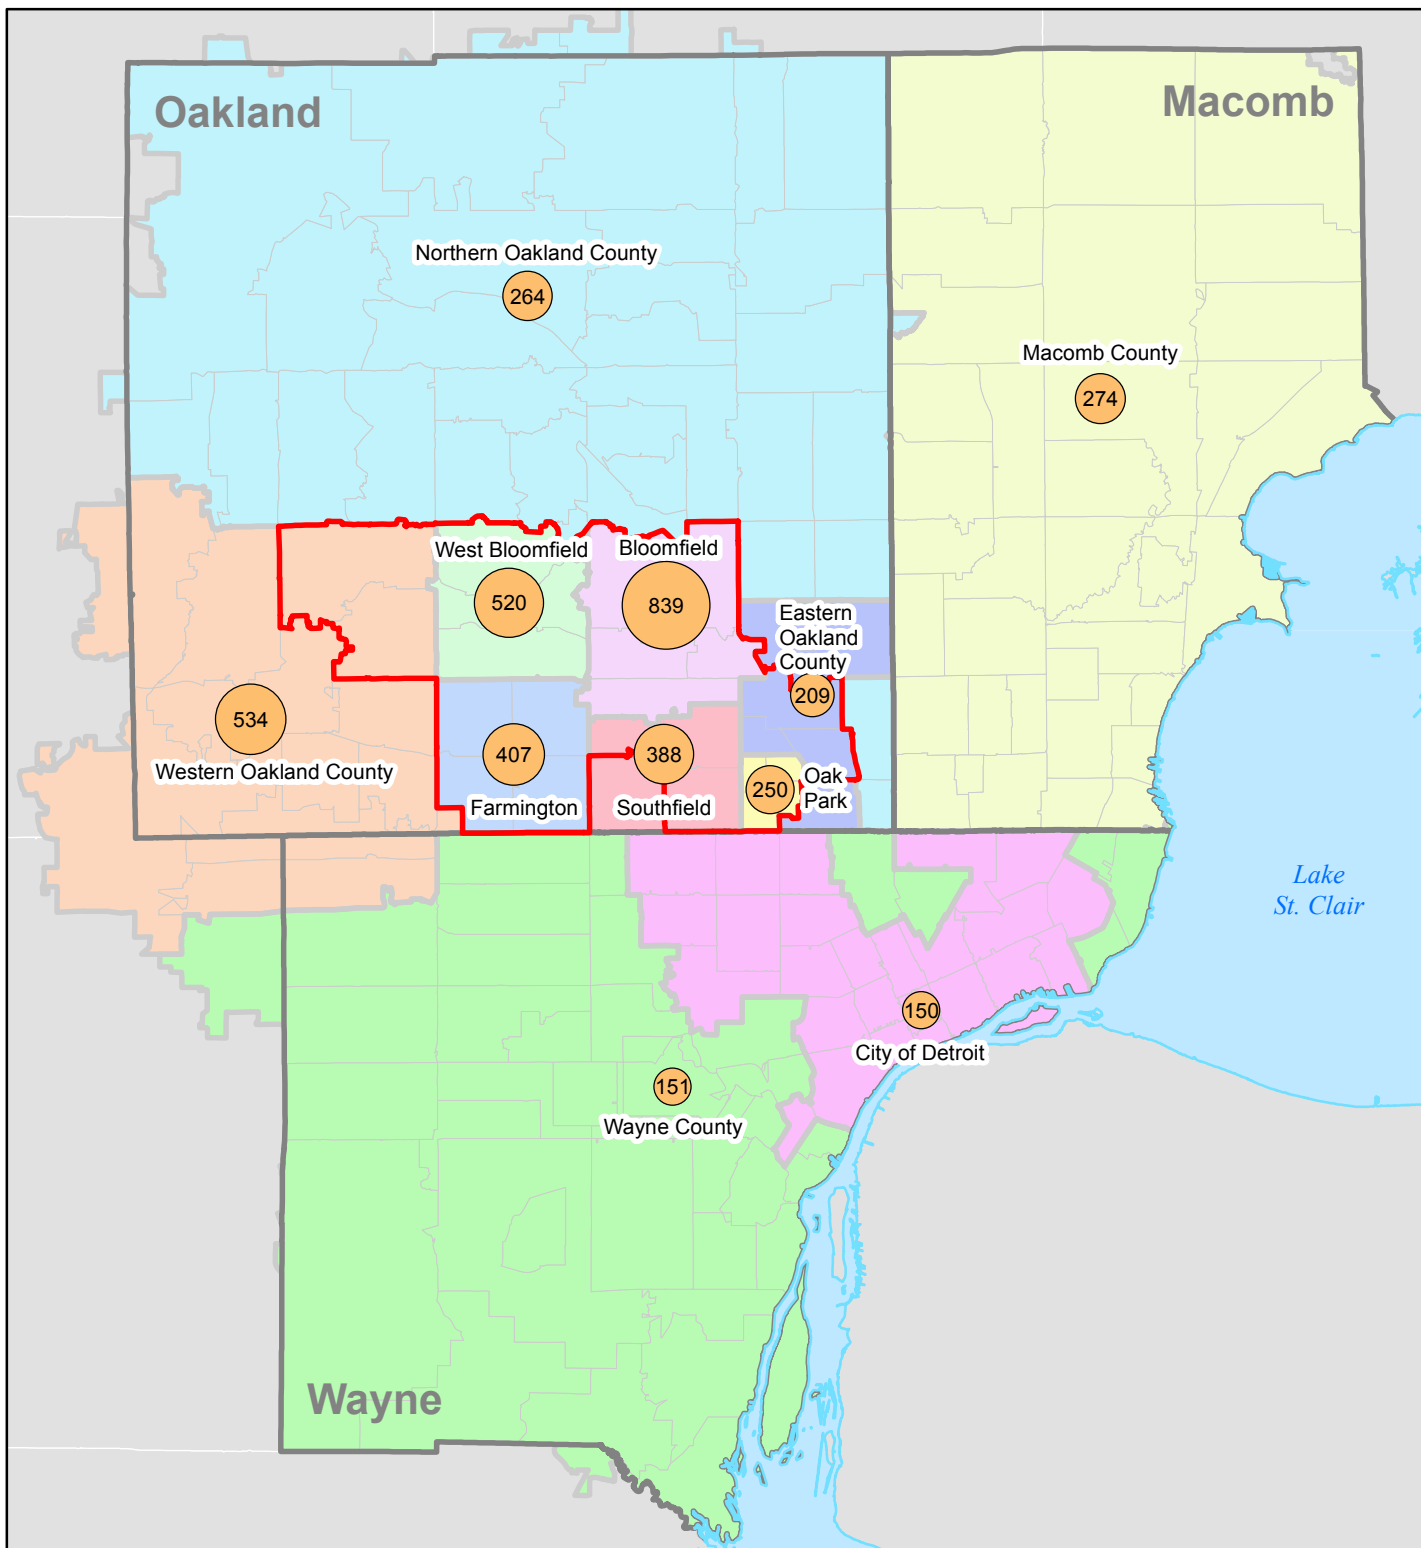 Oakland
Macomb
Northern Oakland County
264
Macomb County
274
West Bloomfield
520
Bloomfield
839
Eastern
Oakland
County
209
534
Western Oakland County
407
Farmington
388
Southfield
250
Oak
Park
Lake
St. Clair
150
City of Detroit
151
Wayne County
Wayne